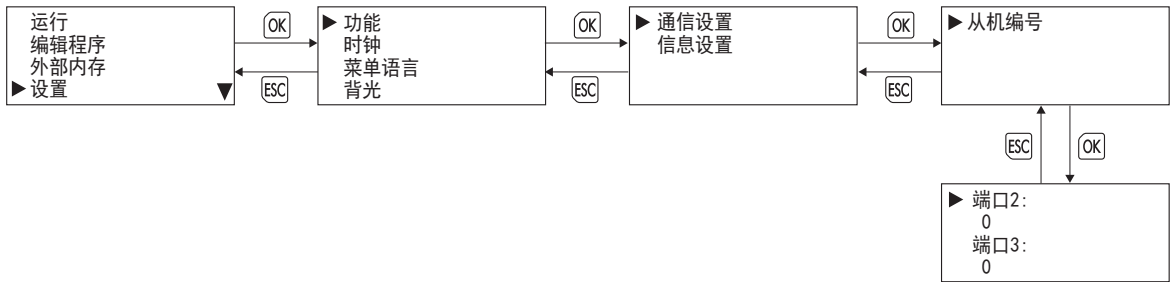 运行
编辑程序
外部内存
▶设置 ▼
OK
ESC
▶ 功能
时钟
菜单语言
背光
OK
ESC
▶ 通信设置
信息设置
OK
ESC
▶从机编号
ESC
OK
▶ 端口2:
0
端口3:
0